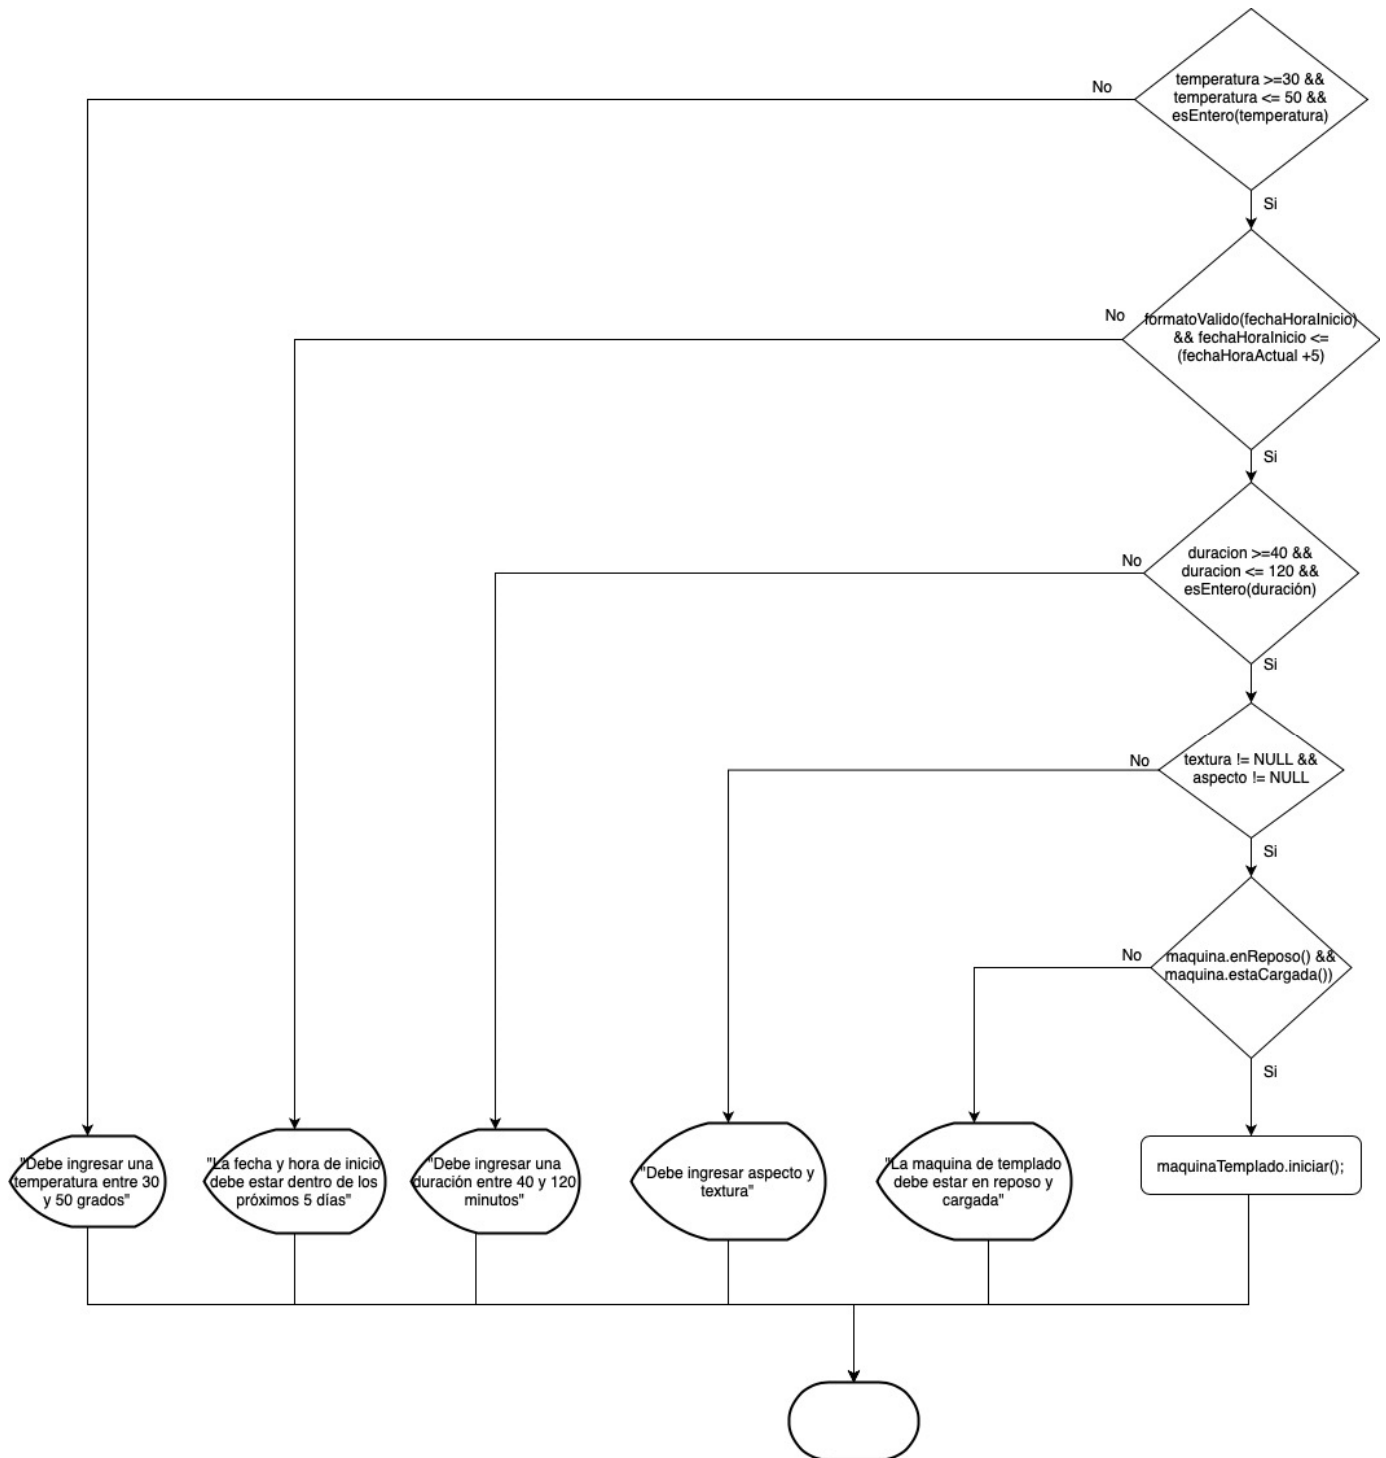 temperatura >=30 &&
temperatura <= 50 &&
esEntero(temperatura)
No
Si
formatoValido(fechaHoraInicio)
&& fechaHoraInicio <=
(fechaHoraActual +5)
No
Si
duracion >=40 &&
duracion <= 120 &&
esEntero(duración)
No
Si
textura != NULL &&
aspecto != NULL
No
Si
maquina.enReposo() &&
maquina.estaCargada())
No
Si
"Debe ingresar una
temperatura entre 30
y 50 grados"
"La fecha y hora de inicio
debe estar dentro de los
próximos 5 días"
"Debe ingresar una
duración entre 40 y 120
minutos"
"Debe ingresar aspecto y
textura"
"La maquina de templado
debe estar en reposo y
cargada"
maquinaTemplado.iniciar();